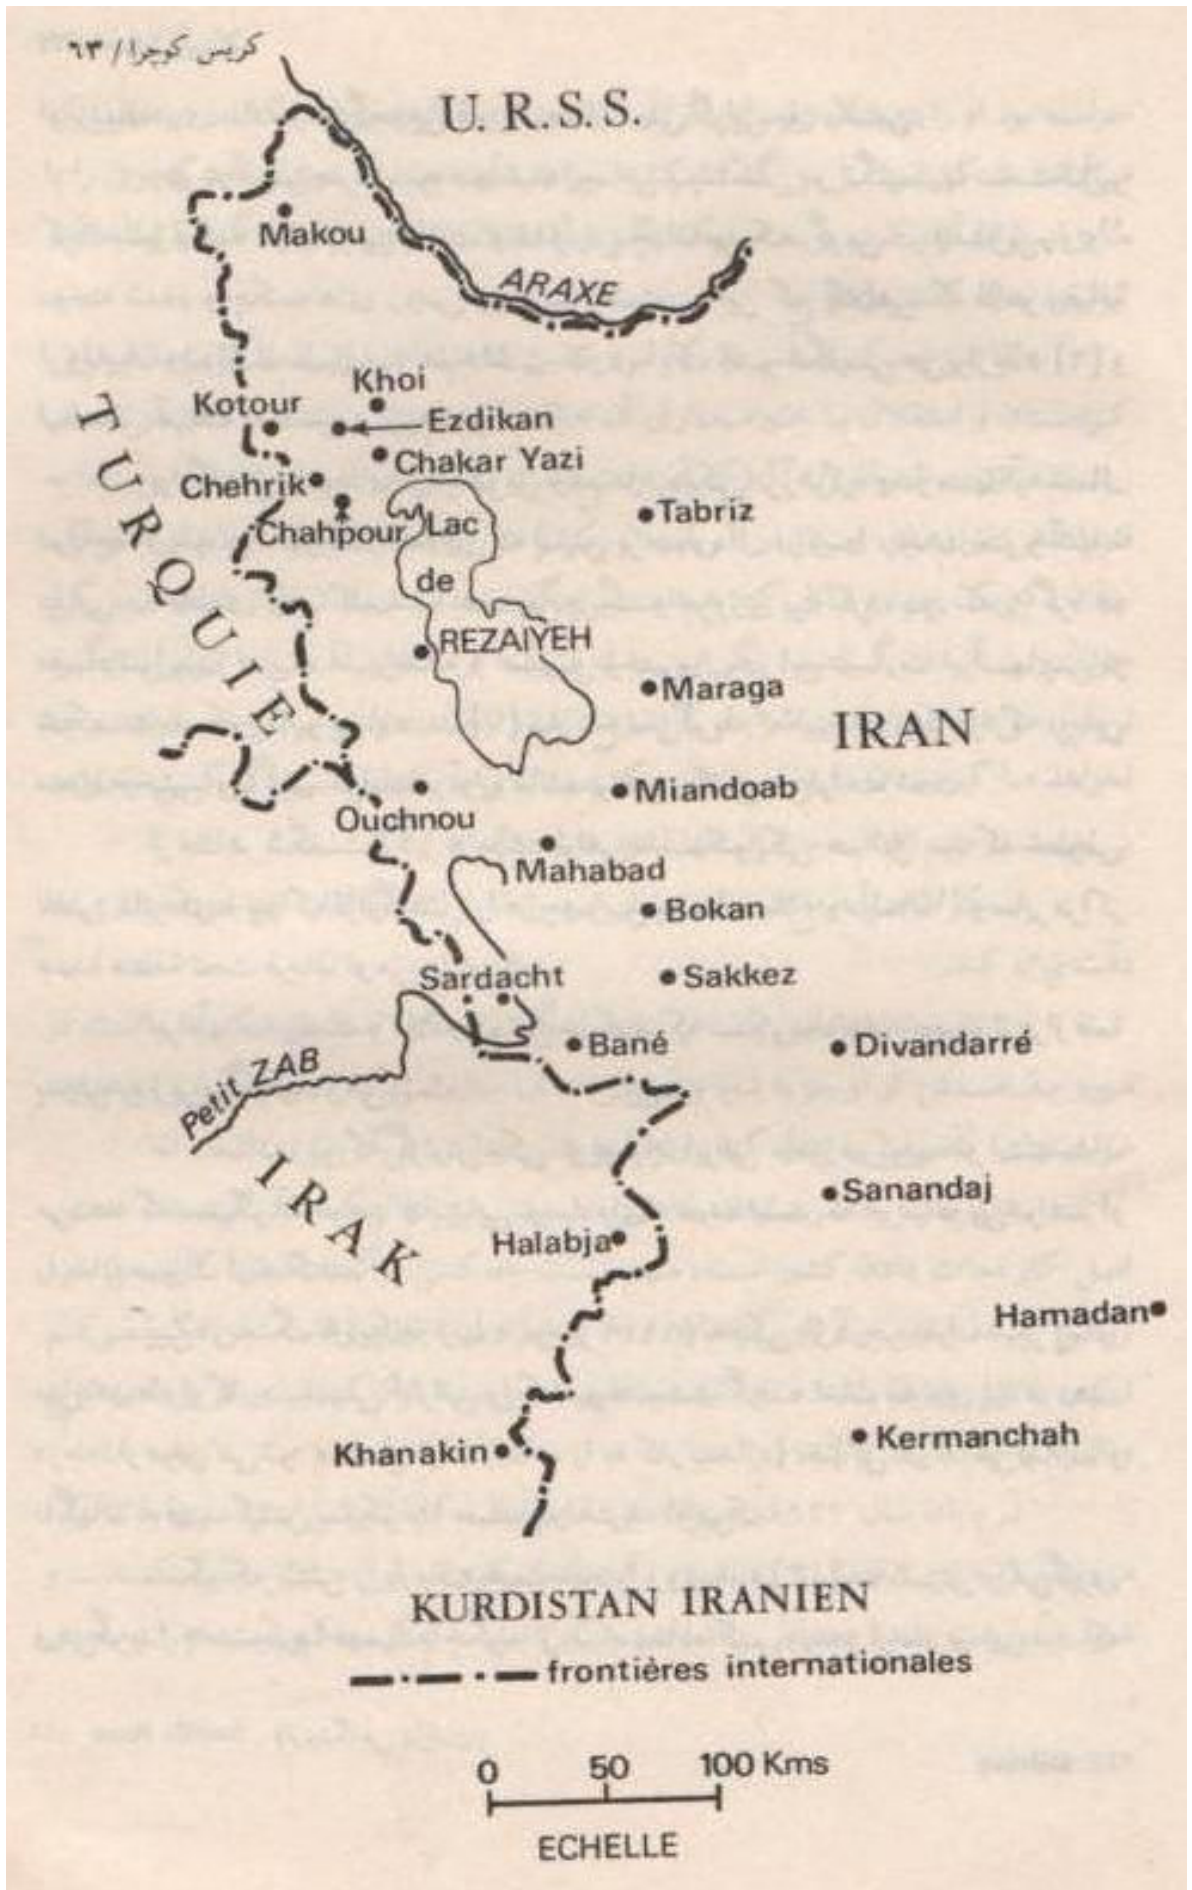 کریس کوچرا / ٦٣
U. R. S. S.
Makou
ARAXE
Khoi
Kotour
Ezdikan
TURQUIE
Chakar Yazi
Chehrik
Tabriz
Chahpour
Lac
de
REZAIYEH
Maraga
IRAN
Miandoab
Ouchnou
Mahabad
Bokan
Sardacht
Sakkez
Bané
Divandarré
Petit ZAB
IRAK
Sanandaj
Halabja
Hamadan
Khanakin
Kermanchah
KURDISTAN IRANIEN
frontières internationales
0 50 100 Kms
ECHELLE